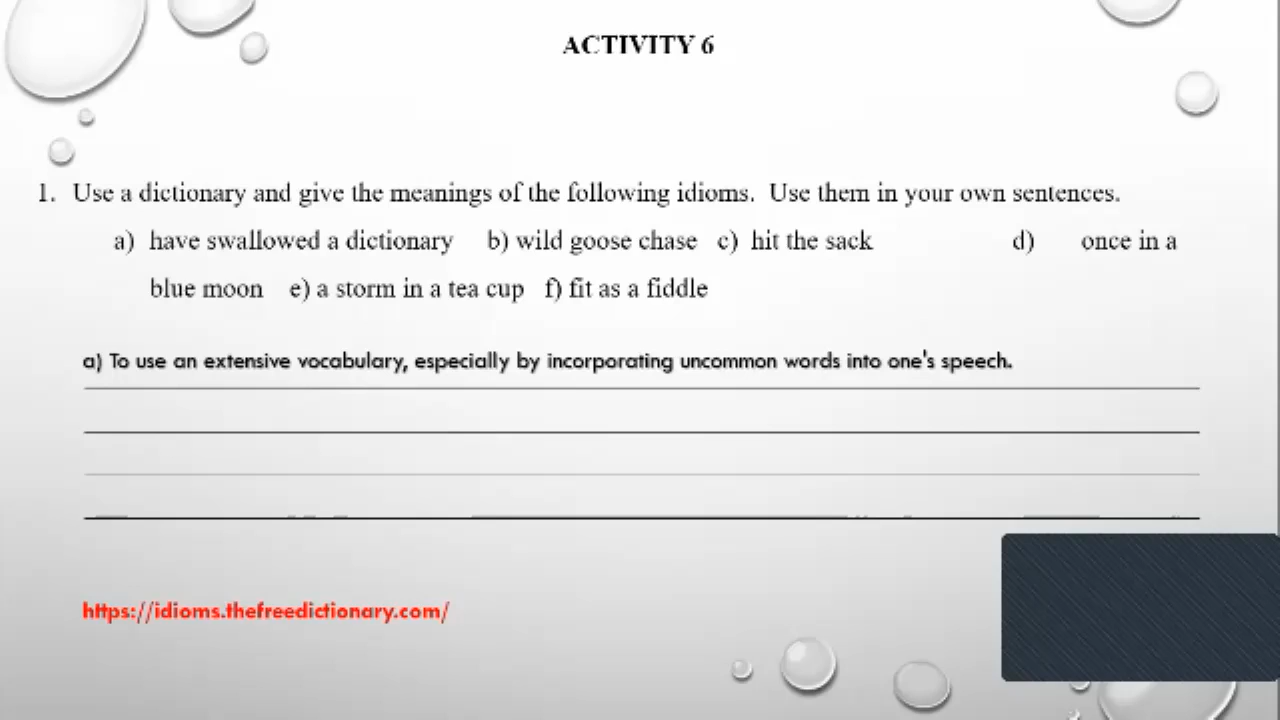 ACTIVITY 6
1. Use a dictionary and give the meanings of the following idioms. Use them in your own sentences.
a) have swallowed a dictionary b) wild goose chase c) hit the sack d) once in a
blue moon e) a storm in a tea cup f) fit as a fiddle
a) To use an extensive vocabulary, especially by incorporating uncommon words into one's speech.
https://idioms.thefreedictionary.com/